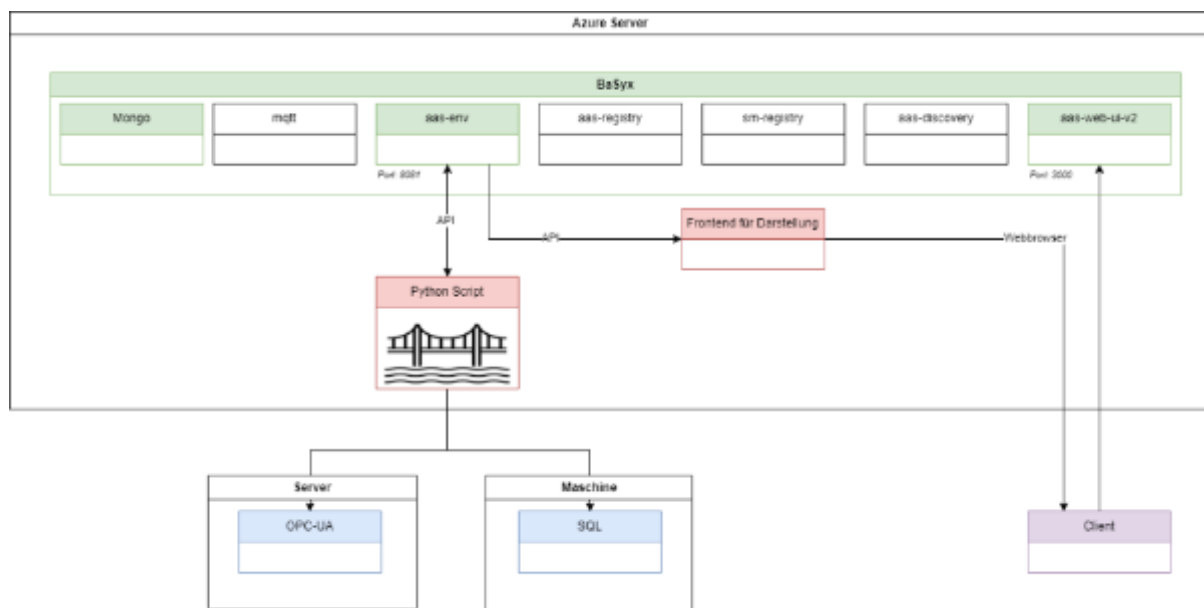 Azure Server
BaSyx
Mongo
mqtt
aas-env
aas-registry
sm-registry
aas-discovery
aas-web-ui-v2
Port: 8081
Port: 3000
API
API
Frontend für Darstellung
Webbrowser
Python Script
Server
Maschine
OPC-UA
SQL
Client